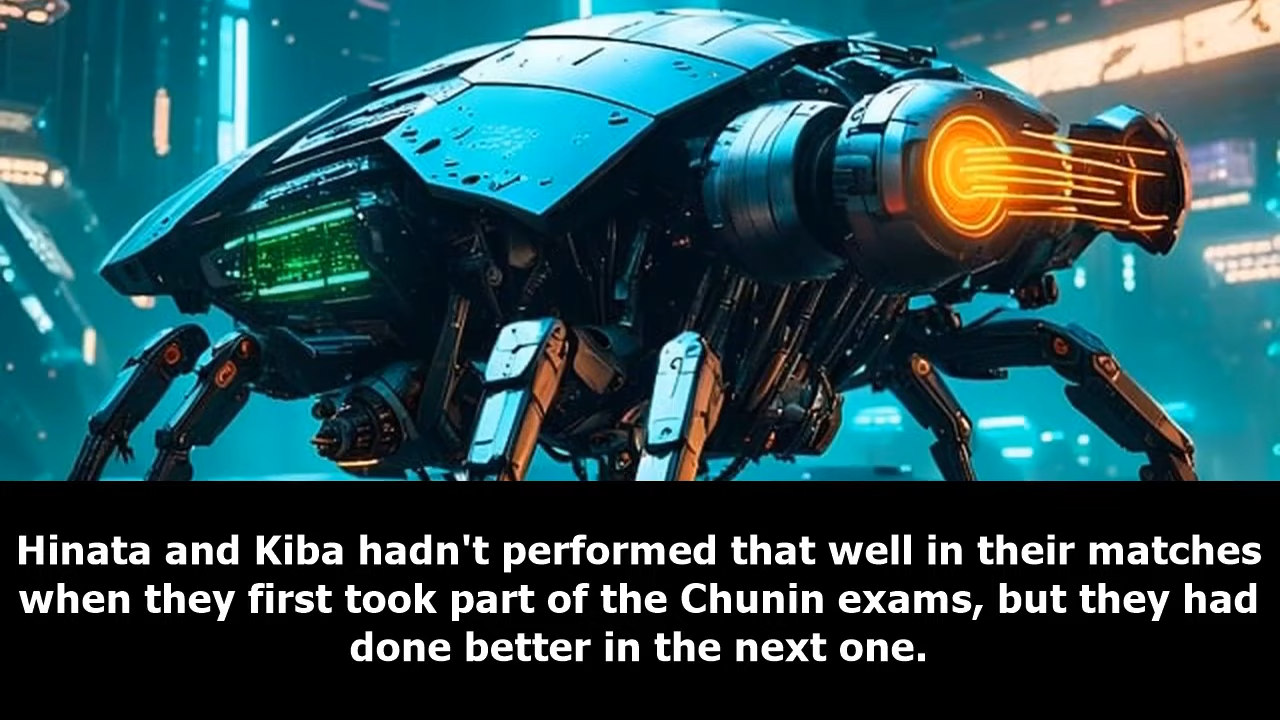 Hinata and Kiba hadn't performed that well in their matches
when they first took part of the Chunin exams, but they had
done better in the next one.